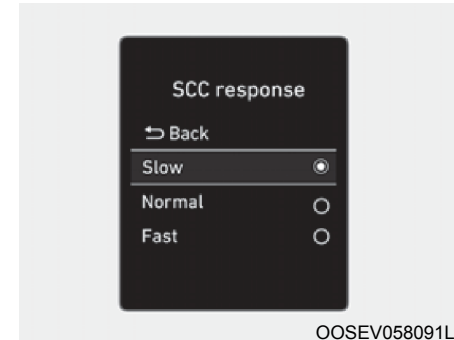 SCC response
Back
Slow
Normal
Fast
OOSEV058091L